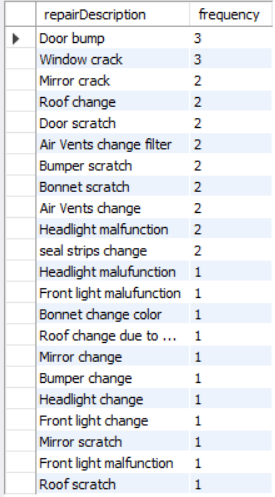 repairDescription frequency
Door bump 3
Window crack 3
Mirror crack 2
Roof change 2
Door scratch 2
Air Vents change filter 2
Bumper scratch 2
Bonnet scratch 2
Air Vents change 2
Headlight malfunction 2
seal strips change 2
Headlight malufunction 1
Front light malufunction 1
Bonnet change color 1
Roof change due to ... 1
Mirror change 1
Bumper change 1
Headlight change 1
Front light change 1
Mirror scratch 1
Front light malfunction 1
Roof scratch 1